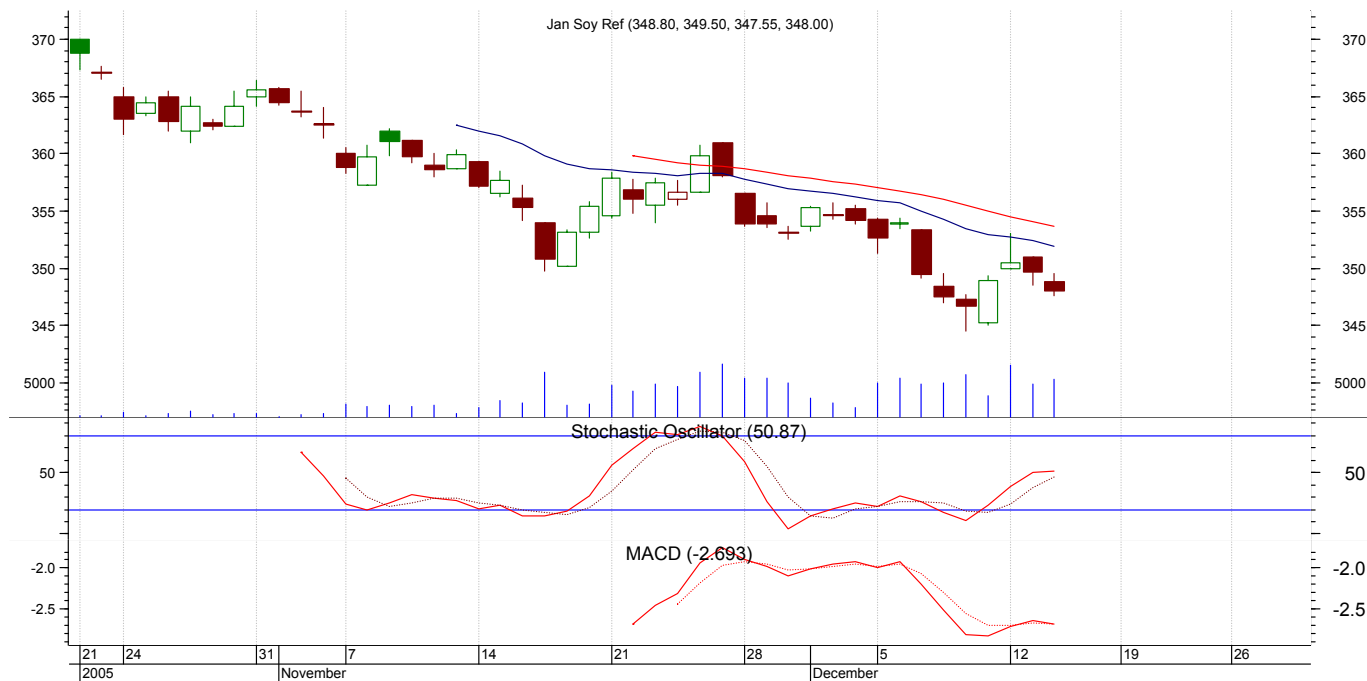 Jan Soy Ref (348.80, 349.50, 347.55, 348.00)
370 370
365 365
360 360
355 355
350 350
345 345
5000 5000
Stochastic Oscillator (50.87)
50 50
MACD (-2.693)
-2.0 -2.0
-2.5 -2.5
21 24 31 7 14 21 28 5 12 19 26
2005 November December